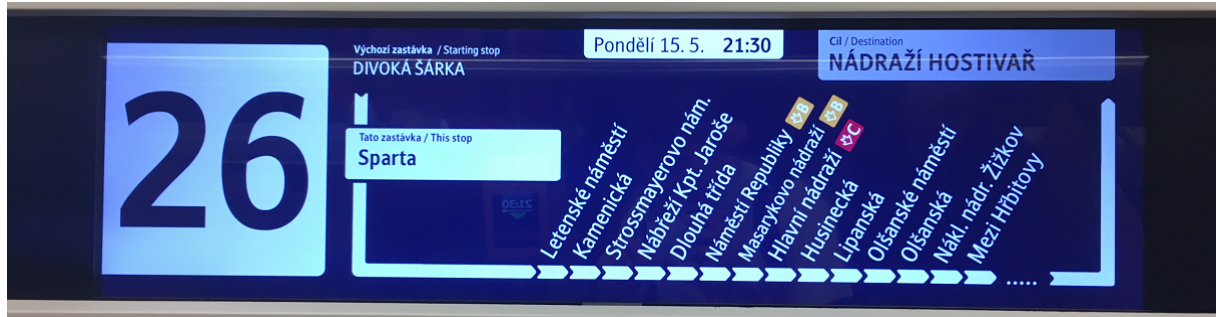 26
Výchozí zastávka / Starting stop
DIVOKÁ ŠÁRKA
Pondělí 15. 5. 21:30
Cíl / Destination
NÁDRAŽÍ HOSTIVAŘ
Tato zastávka / This stop
Sparta
Letenské náměstí
Kamenická
Strossmayerovo nám.
Nábřeží Kpt. Jaroše
Dlouhá třída
Náměstí Republiky B
Masarykovo nádraží B
Hlavní nádraží C
Husinecká
Lipanská
Olšanské náměstí
Olšanská
Nákl. nádr. Žižkov
Mezi Hřbitovy
.....
21:30